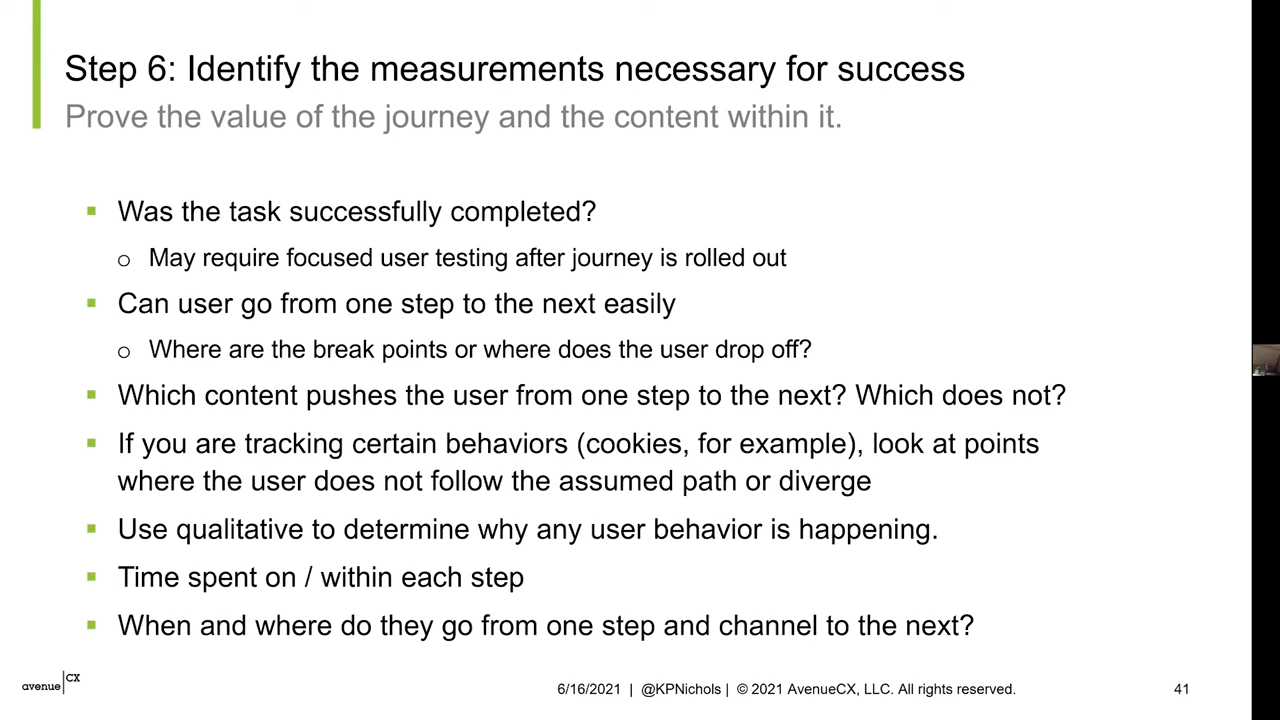 Step 6: Identify the measurements necessary for success
Prove the value of the journey and the content within it.
▪ Was the task successfully completed?
o May require focused user testing after journey is rolled out
▪ Can user go from one step to the next easily
o Where are the break points or where does the user drop off?
▪ Which content pushes the user from one step to the next? Which does not?
▪ If you are tracking certain behaviors (cookies, for example), look at points
where the user does not follow the assumed path or diverge
▪ Use qualitative to determine why any user behavior is happening.
▪ Time spent on / within each step
▪ When and where do they go from one step and channel to the next?
avenue|CX
6/16/2021 | @KPNichols | © 2021 AvenueCX, LLC. All rights reserved.
41